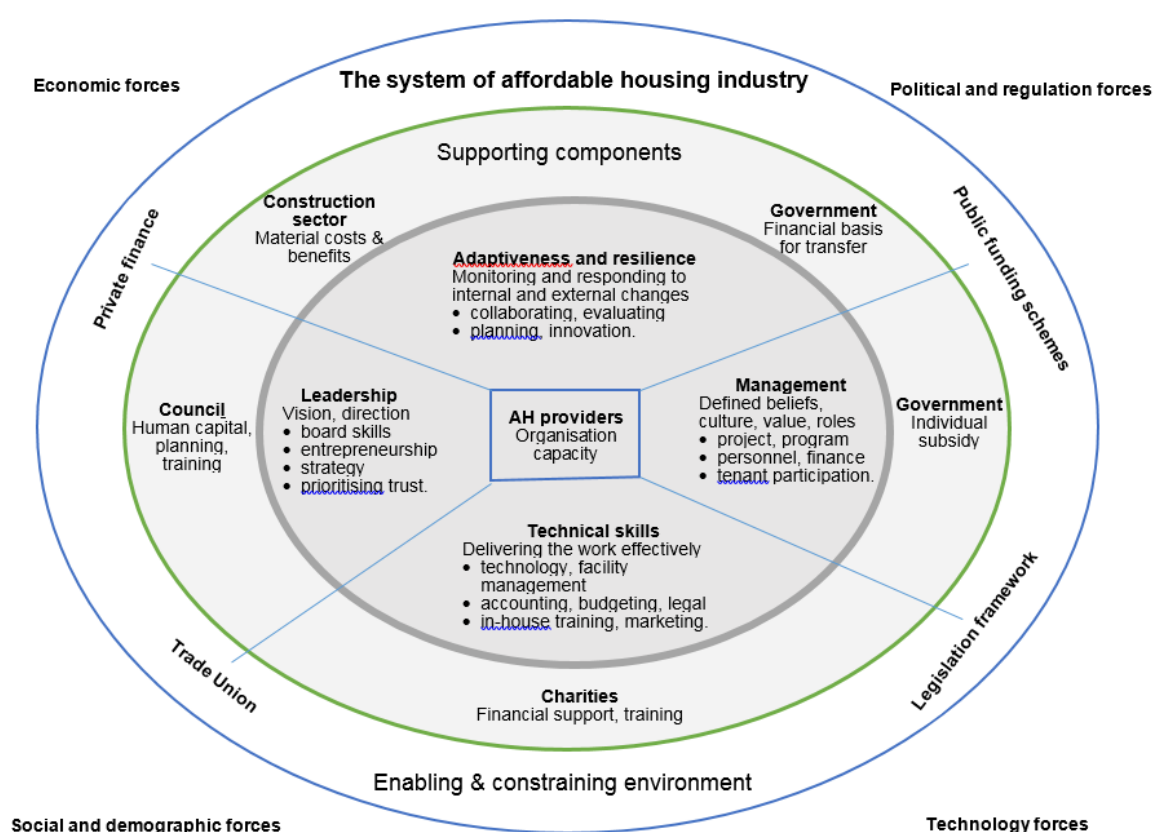 Economic forces
The system of affordable housing industry
Political and regulation forces
Supporting components
Construction
sector
Material costs &
benefits
Government
Financial basis
for transfer
Private finance
Public funding schemes
Adaptiveness and resilience
Monitoring and responding to
internal and external changes
• collaborating, evaluating
• planning, innovation.
Council
Human capital,
planning,
training
Leadership
Vision, direction
• board skills
• entrepreneurship
• strategy
• prioritising trust.
AH providers
Organisation
capacity
Management
Defined beliefs,
culture, value, roles
• project, program
• personnel, finance
• tenant participation.
Government
Individual
subsidy
Technical skills
Delivering the work effectively
• technology, facility
management
• accounting, budgeting, legal
• in-house training, marketing.
Trade Union
Legislation framework
Charities
Financial support, training
Enabling & constraining environment
Social and demographic forces
Technology forces